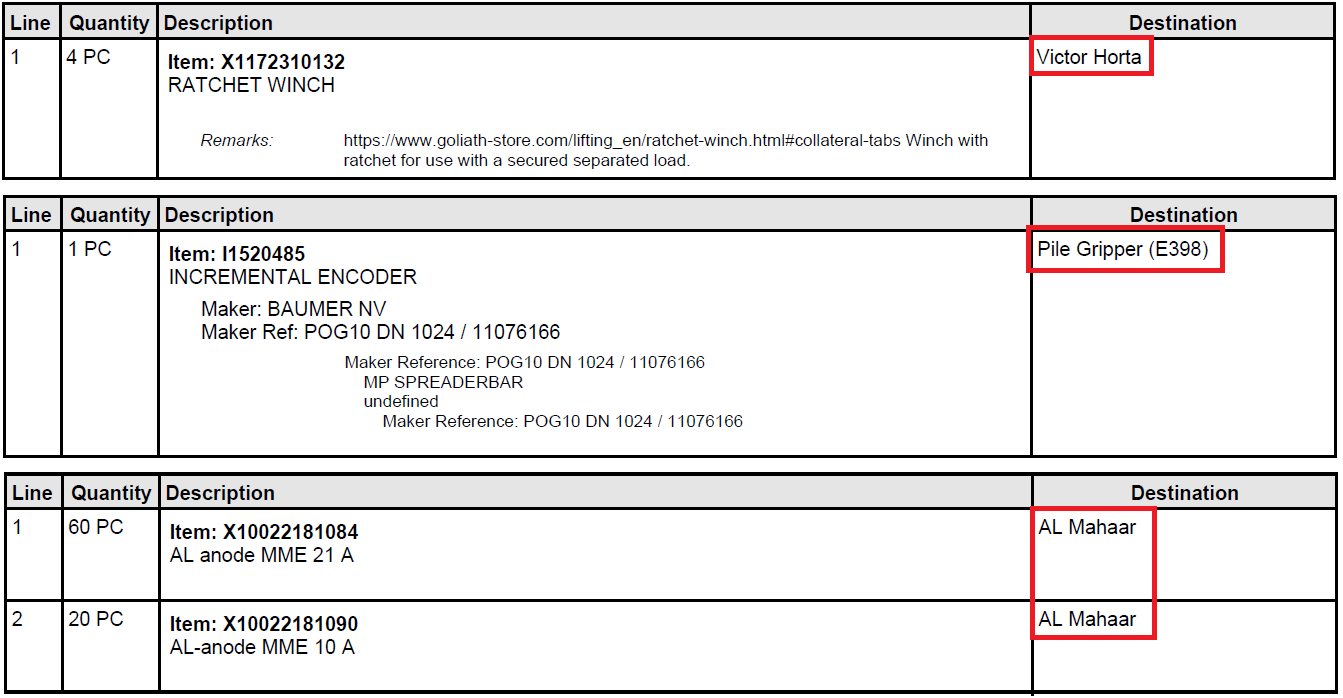 Line Quantity Description Destination
1 4 PC Item: X1172310132 Victor Horta
RATCHET WINCH
Remarks: https://www.goliath-store.com/lifting_en/ratchet-winch.html#collateral-tabs Winch with
ratchet for use with a secured separated load.
Line Quantity Description Destination
1 1 PC Item: I1520485 Pile Gripper (E398)
INCREMENTAL ENCODER
Maker: BAUMER NV
Maker Ref: POG10 DN 1024 / 11076166
Maker Reference: POG10 DN 1024 / 11076166
MP SPREADERBAR
undefined
Maker Reference: POG10 DN 1024 / 11076166
Line Quantity Description Destination
1 60 PC Item: X10022181084 AL Mahaar
AL anode MME 21 A
2 20 PC Item: X10022181090 AL Mahaar
AL-anode MME 10 A